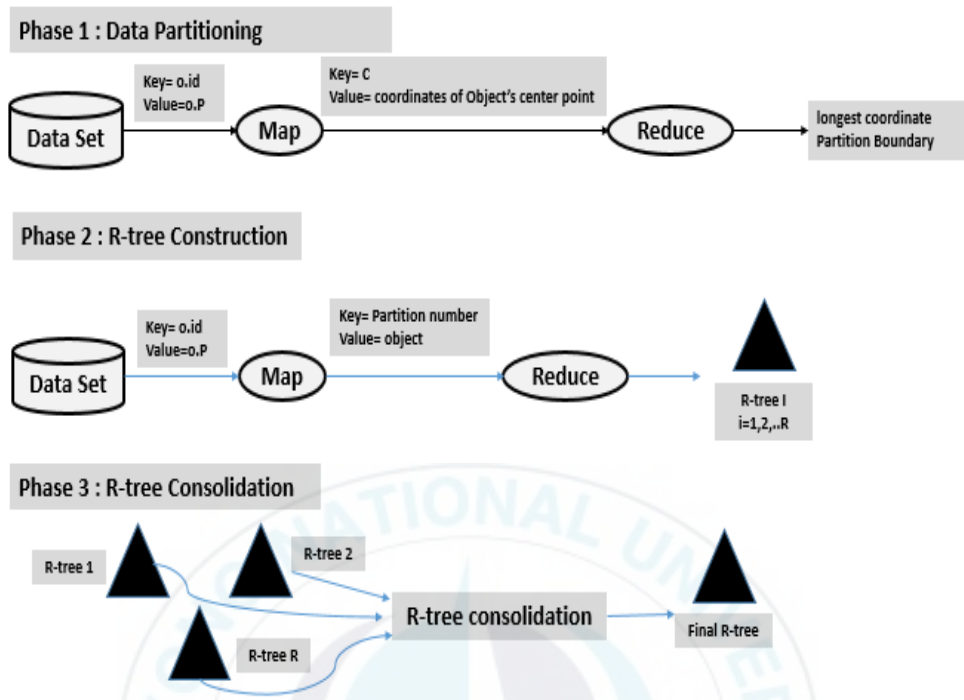 Phase 1 : Data Partitioning
Key= o.id
Value=o.P
Key= C
Value= coordinates of Object's center point
Data Set
Map
Reduce
longest coordinate
Partition Boundary
Phase 2 : R-tree Construction
Key= o.id
Value=o.P
Key= Partition number
Value= object
Data Set
Map
Reduce
R-tree I
i=1,2,..R
Phase 3 : R-tree Consolidation
R-tree 1
R-tree 2
R-tree consolidation
Final R-tree
R-tree R
NATIONAL